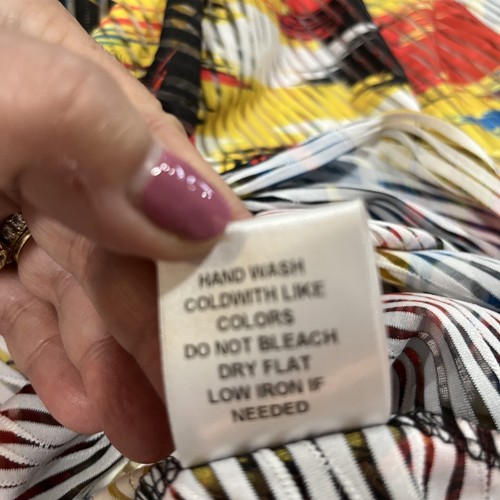 HAND WASH
COLDWITH LIKE
COLORS
DO NOT BLEACH
DRY FLAT
LOW IRON IF
NEEDED